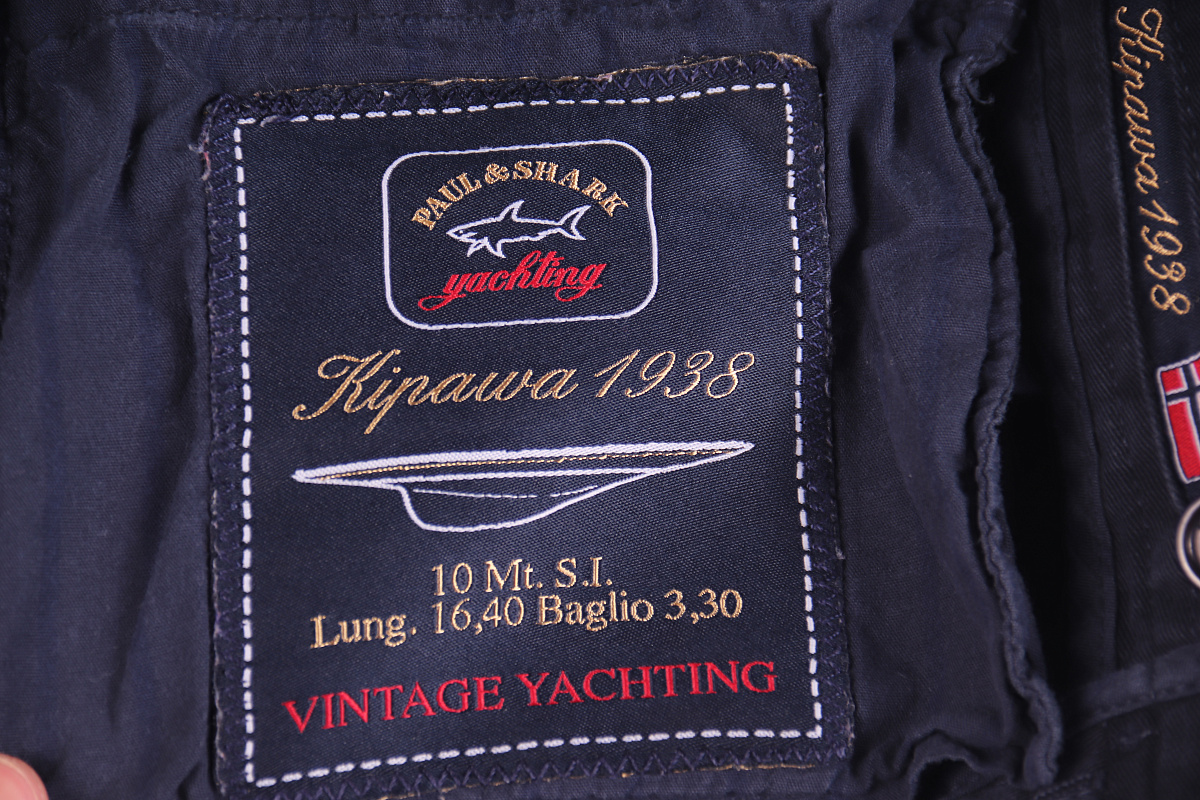 PAUL & SHARK
yachting
Kipawa 1938
10 Mt. S.I.
Lung. 16,40 Baglio 3,30
VINTAGE YACHTING
Kipawa 1938